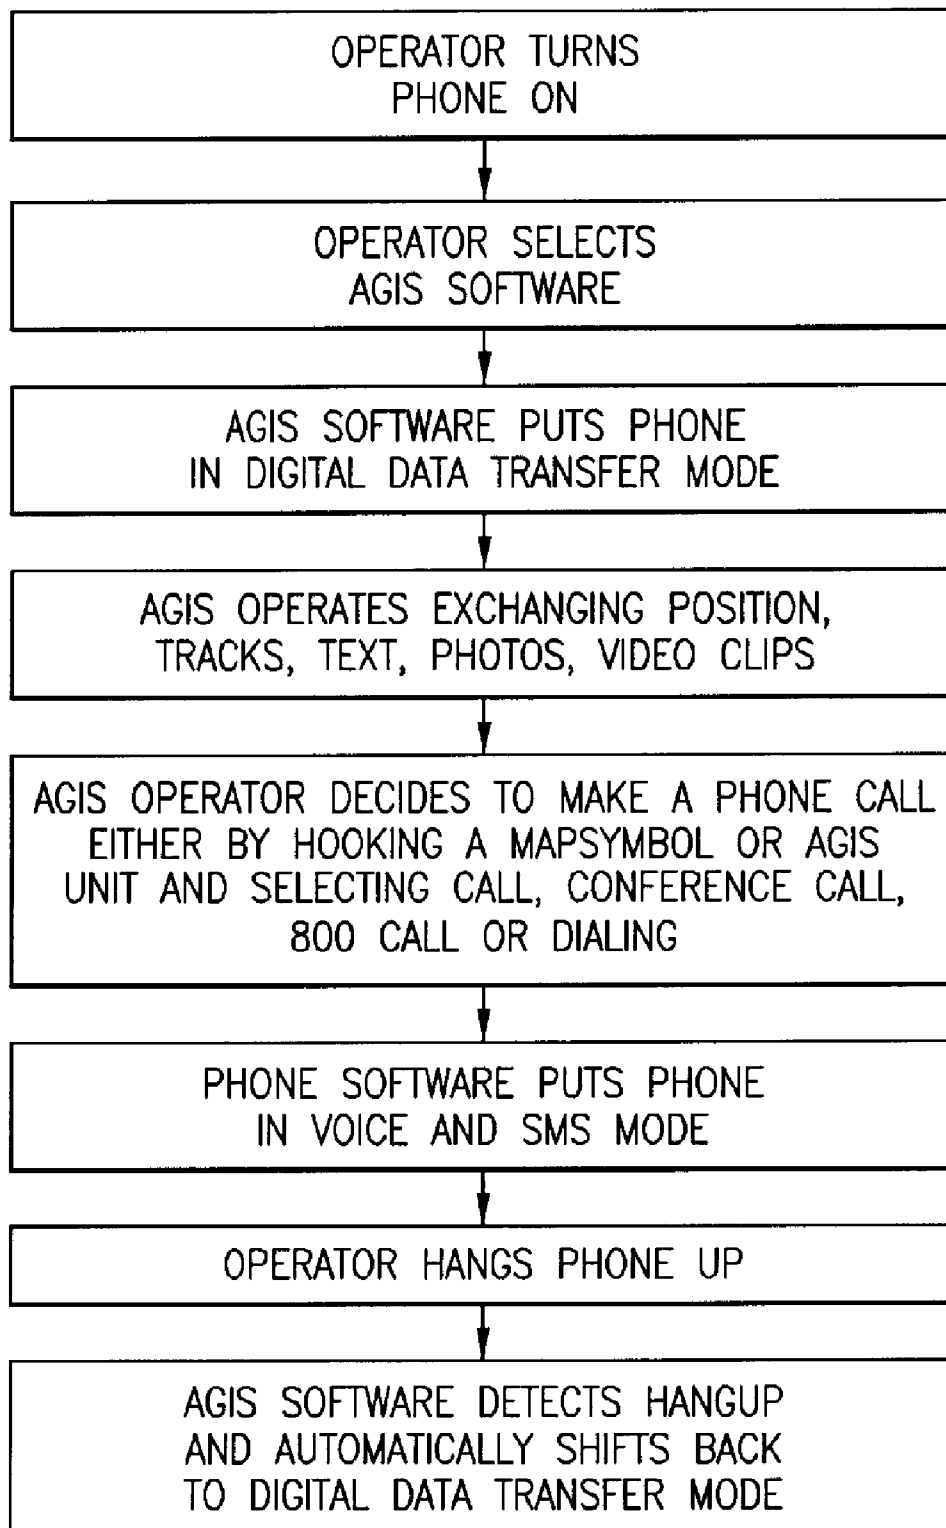 OPERATOR TURNS
PHONE ON
OPERATOR SELECTS
AGIS SOFTWARE
AGIS SOFTWARE PUTS PHONE
IN DIGITAL DATA TRANSFER MODE
AGIS OPERATES EXCHANGING POSITION,
TRACKS, TEXT, PHOTOS, VIDEO CLIPS
AGIS OPERATOR DECIDES TO MAKE A PHONE CALL
EITHER BY HOOKING A MAPSYMBOL OR AGIS
UNIT AND SELECTING CALL, CONFERENCE CALL,
800 CALL OR DIALING
PHONE SOFTWARE PUTS PHONE
IN VOICE AND SMS MODE
OPERATOR HANGS PHONE UP
AGIS SOFTWARE DETECTS HANGUP
AND AUTOMATICALLY SHIFTS BACK
TO DIGITAL DATA TRANSFER MODE